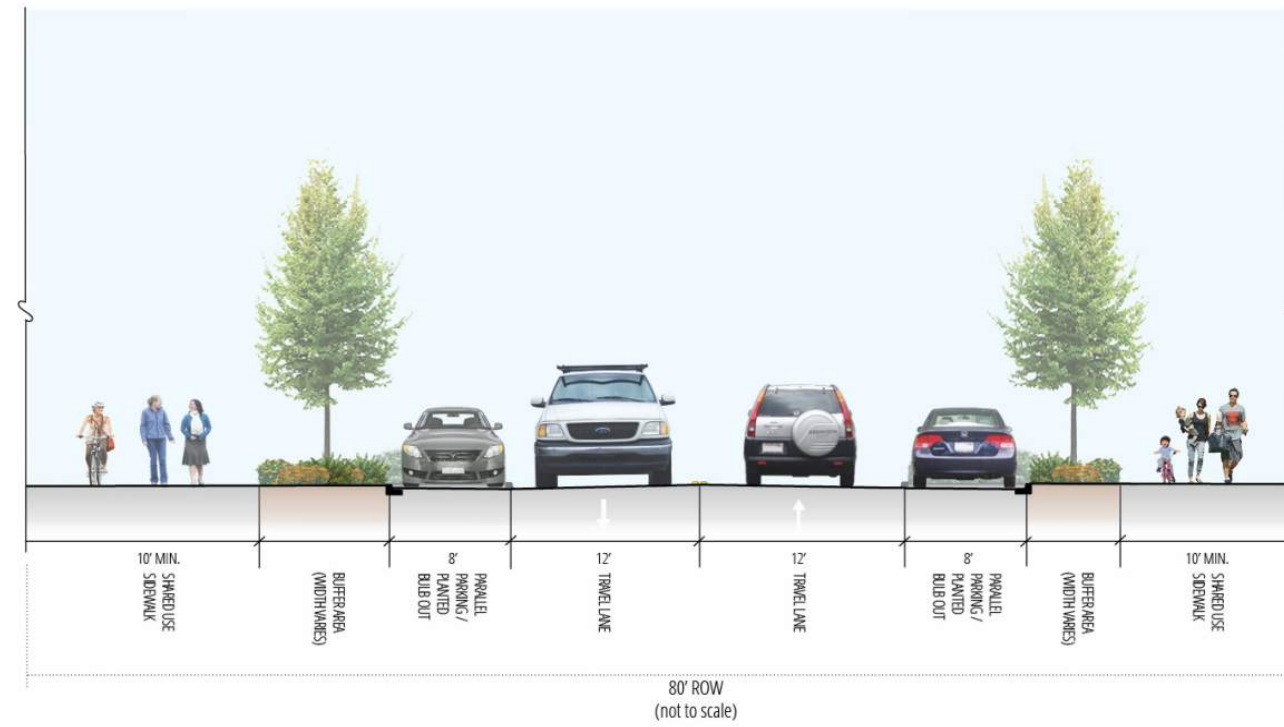 10' MIN.
SHARED USE
SIDEWALK
BUFFER AREA
(WIDTH VARIES)
8'
PARALLEL
PARKING /
PLANTED
BULB OUT
12'
TRAVEL LANE
12'
TRAVEL LANE
8'
PARALLEL
PARKING /
PLANTED
BULB OUT
BUFFER AREA
(WIDTH VARIES)
10' MIN.
SHARED USE
SIDEWALK
80' ROW
(not to scale)